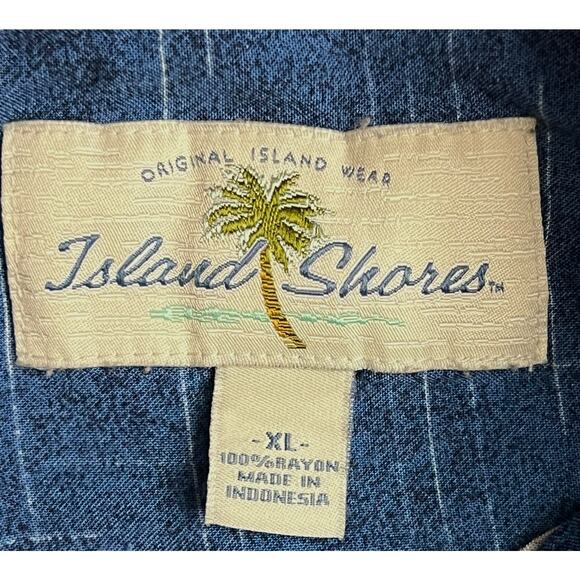 ORIGINAL ISLAND WEAR
Island Shores TM
-XL-
100% RAYON
MADE IN
INDONESIA